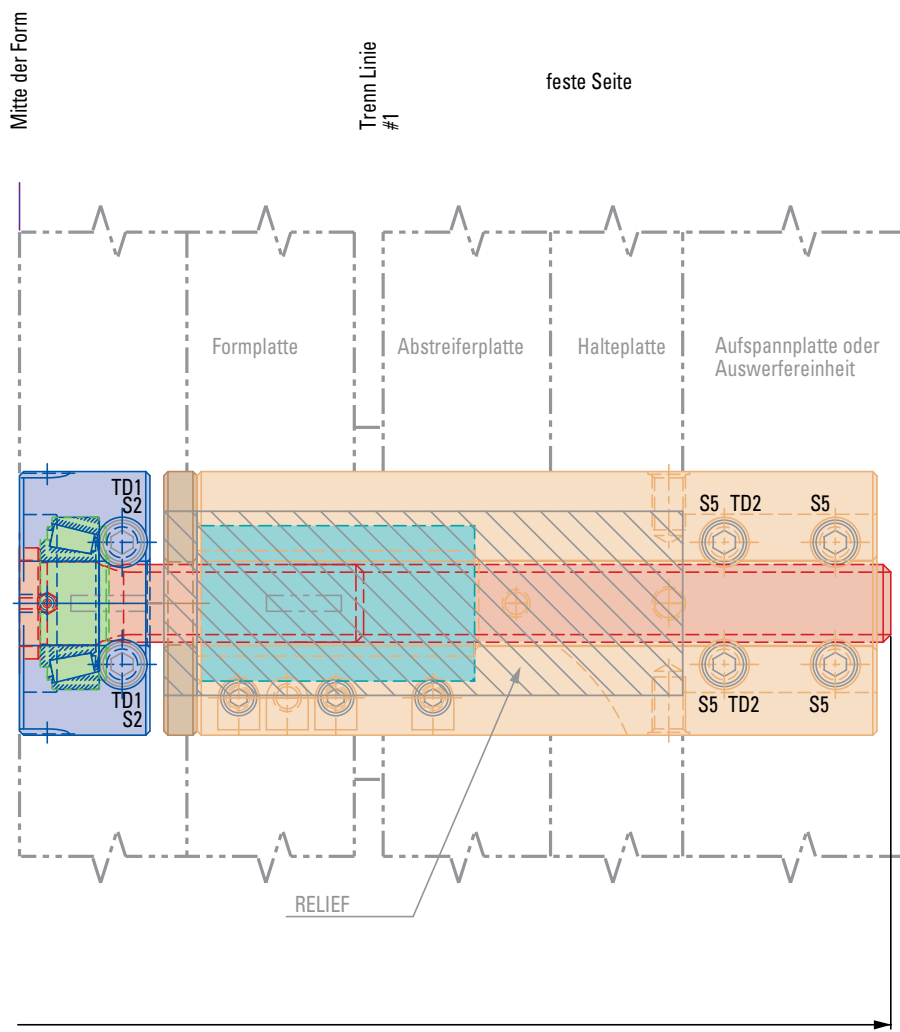 Mitte der Form
Trenn Linie
#1
feste Seite
Formplatte
Abstreiferplatte
Halteplatte
Aufspannplatte oder
Auswerfereinheit
TD1
S2
S5 TD2
S5
TD1
S2
S5 TD2
S5
RELIEF